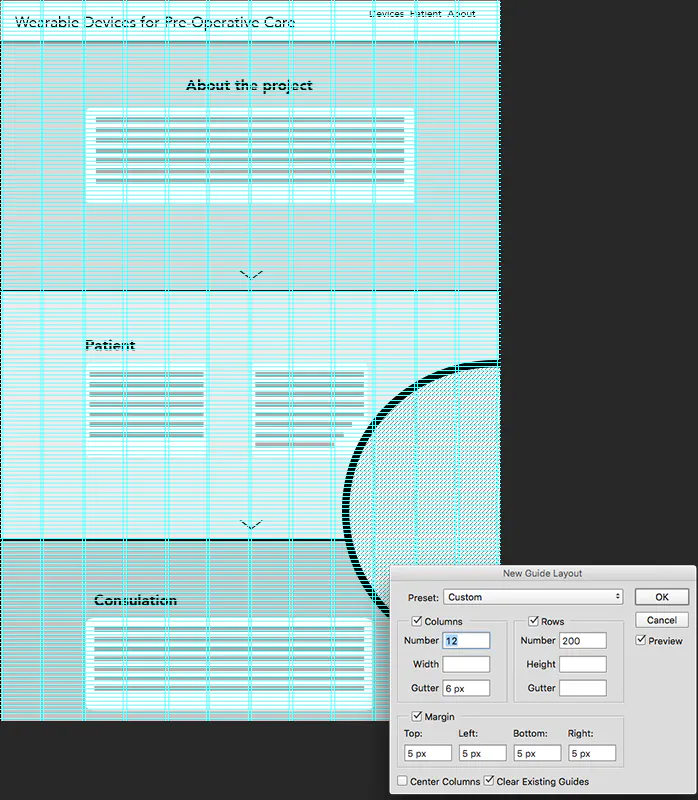 Wearable Devices for Pre-Operative Care
Devices Patient About
About the project
Patient
Consulation
New Guide Layout
Preset: Custom
OK
Cancel
Preview
Columns
Number 12
Width
Gutter 6 px
Rows
Number 200
Height
Gutter
Margin
Top: Left: Bottom: Right:
5 px 5 px 5 px 5 px
Center Columns Clear Existing Guides